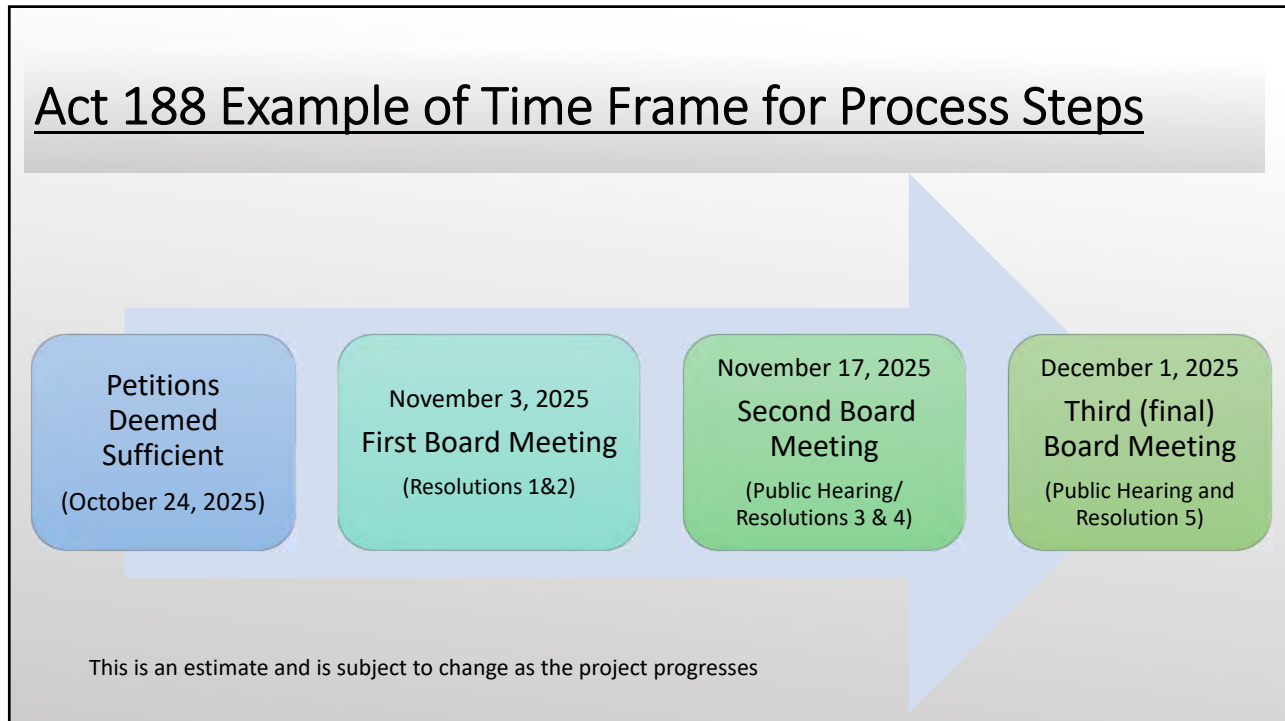 Act 188 Example of Time Frame for Process Steps
Petitions
Deemed
Sufficient
(October 24, 2025)
November 3, 2025
First Board Meeting
(Resolutions 1&2)
November 17, 2025
Second Board
Meeting
(Public Hearing/
Resolutions 3 & 4)
December 1, 2025
Third (final)
Board Meeting
(Public Hearing and
Resolution 5)
This is an estimate and is subject to change as the project progresses